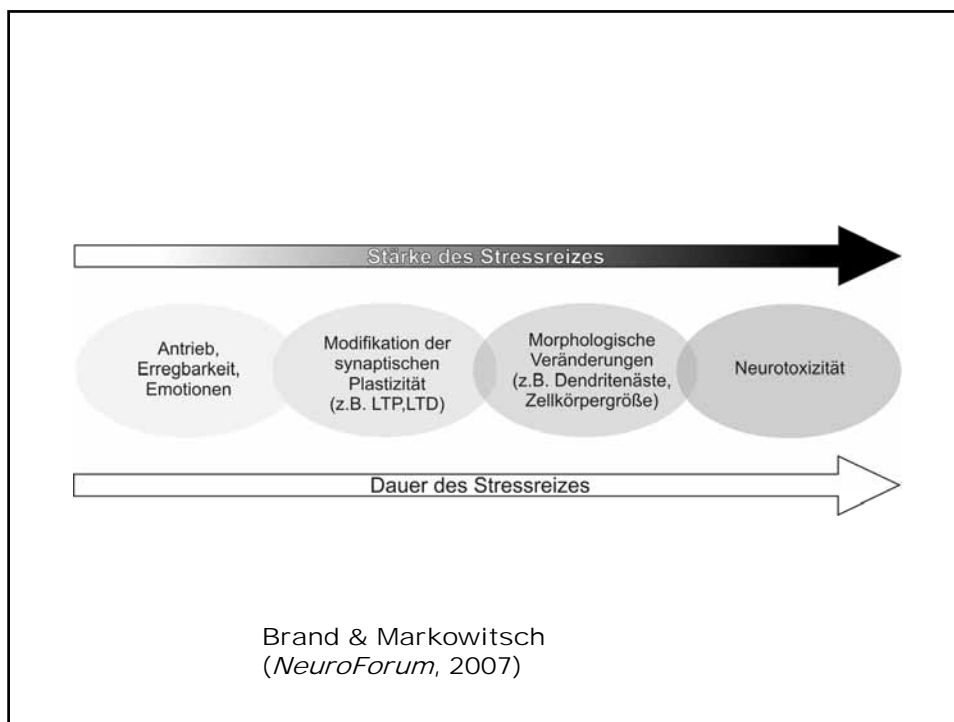 Stärke des Stressreizes
Antrieb,
Erregbarkeit,
Emotionen
Modifikation der
synaptischen
Plastizität
(z.B. LTP,LTD)
Morphologische
Veränderungen
(z.B. Dendritenäste,
Zellkörpergröße)
Neurotoxizität
Dauer des Stressreizes
Brand & Markowitsch
(NeuroForum, 2007)